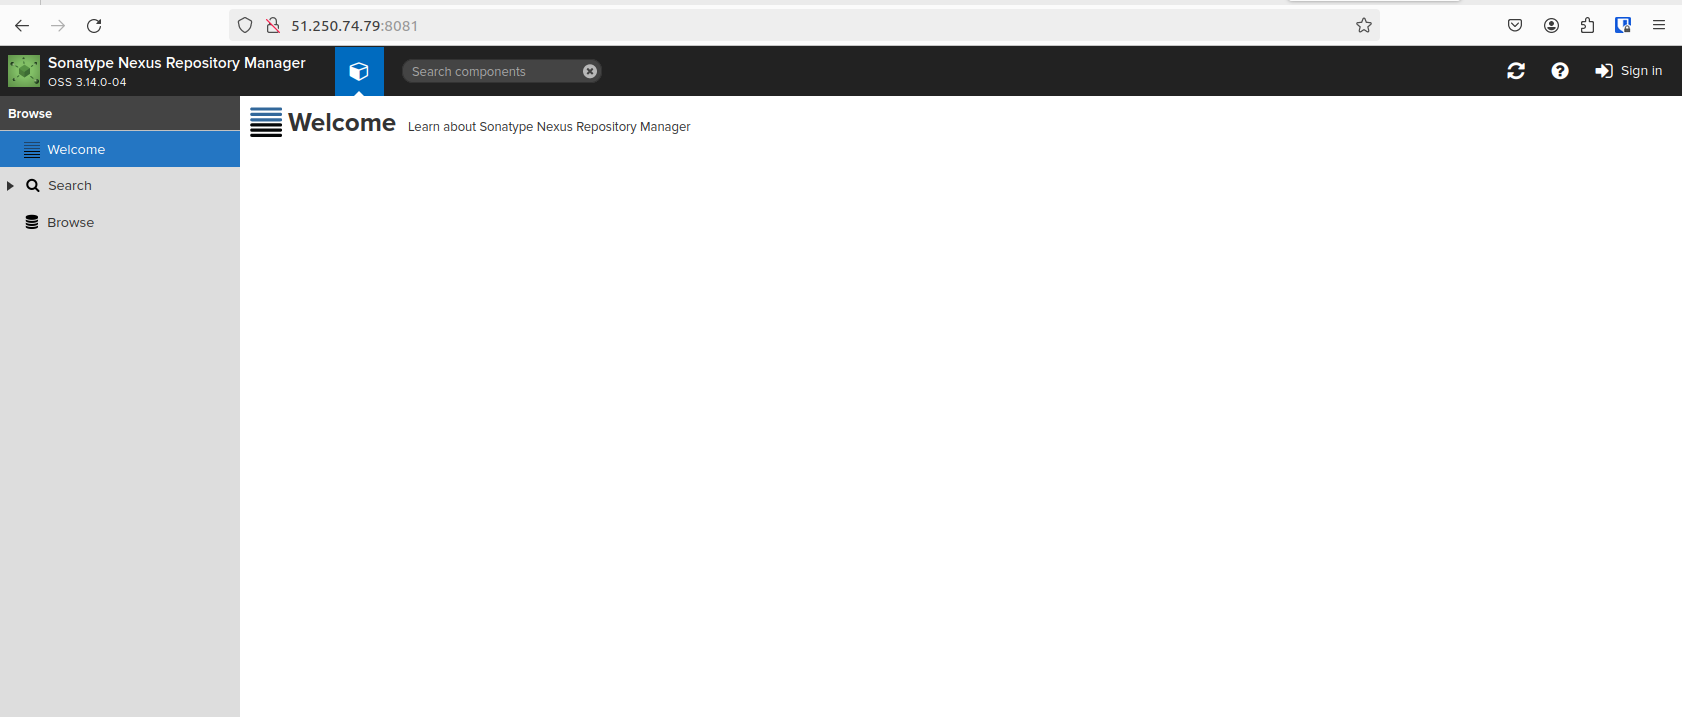 51.250.74.79:8081
Sonatype Nexus Repository Manager
OSS 3.14.0-04
Search components
Sign in
Browse
Welcome
Search
Browse
Welcome Learn about Sonatype Nexus Repository Manager